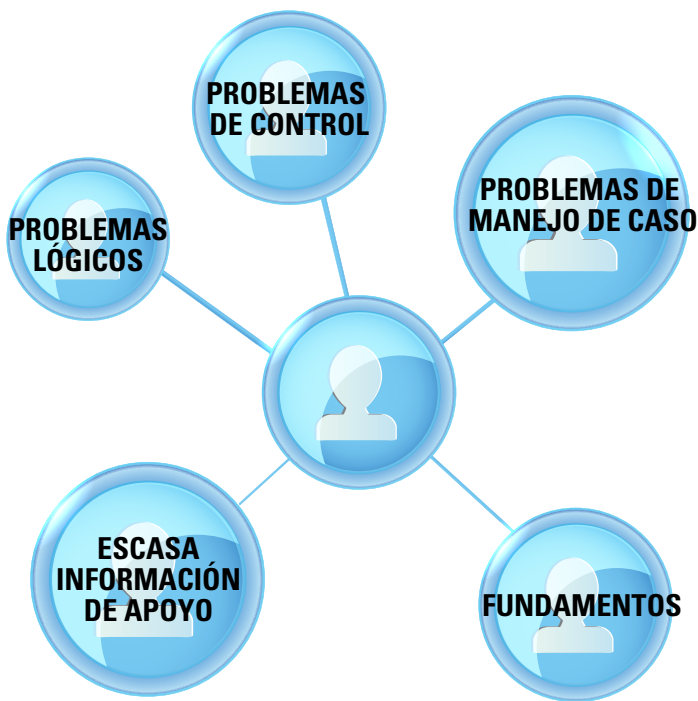 PROBLEMAS
DE CONTROL
PROBLEMAS DE
MANEJO DE CASO
PROBLEMAS
LÓGICOS
ESCASA
INFORMACIÓN
DE APOYO
FUNDAMENTOS